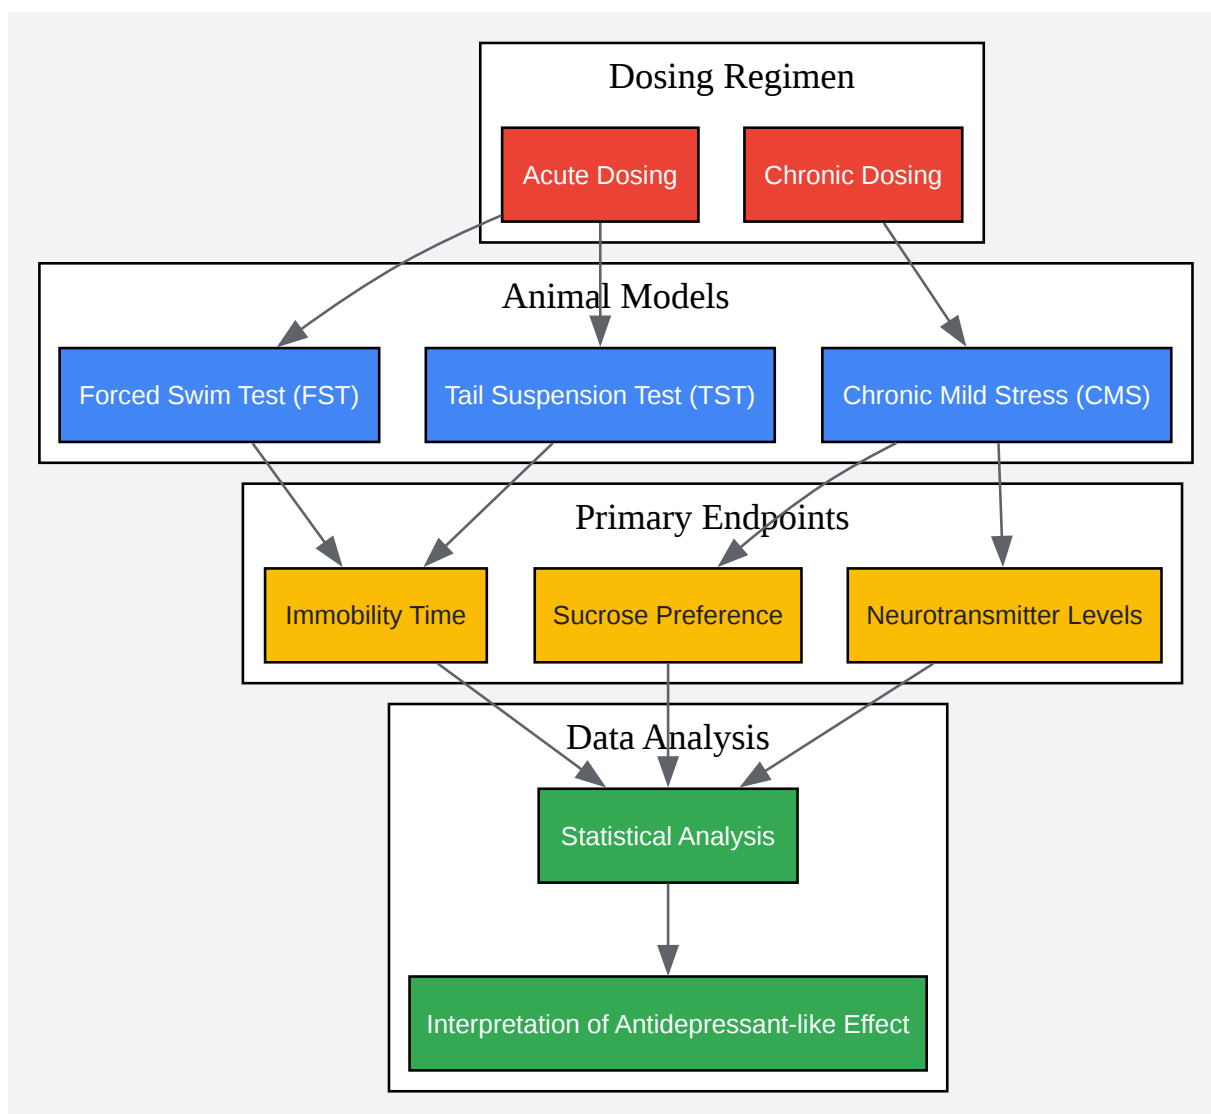 Dosing Regimen
Acute Dosing
Chronic Dosing
Animal Models
Forced Swim Test (FST)
Tail Suspension Test (TST)
Chronic Mild Stress (CMS)
Primary Endpoints
Immobility Time
Sucrose Preference
Neurotransmitter Levels
Data Analysis
Statistical Analysis
Interpretation of Antidepressant-like Effect